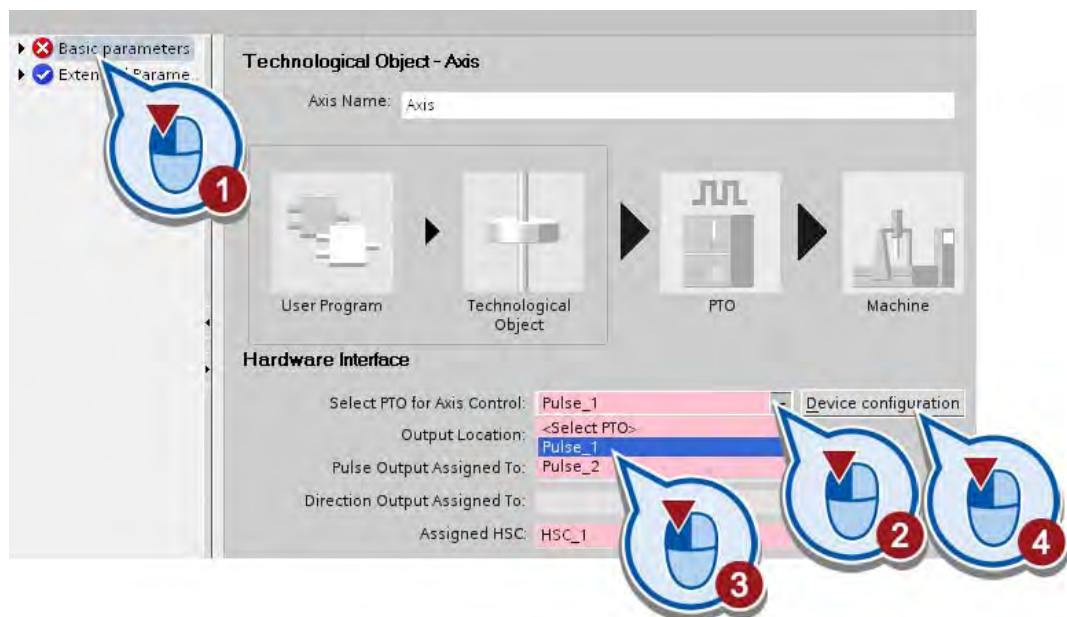 Basic parameters
Exten Parame..
Technological Object - Axis
Axis Name: Axis
User Program
Technological
Object
PTO
Machine
Hardware Interface
Select PTO for Axis Control: Pulse_1
Device configuration
Output Location: <Select PTO>
Pulse_1
Pulse Output Assigned To: Pulse_2
Direction Output Assigned To:
Assigned HSC: HSC_1
1
2
3
4